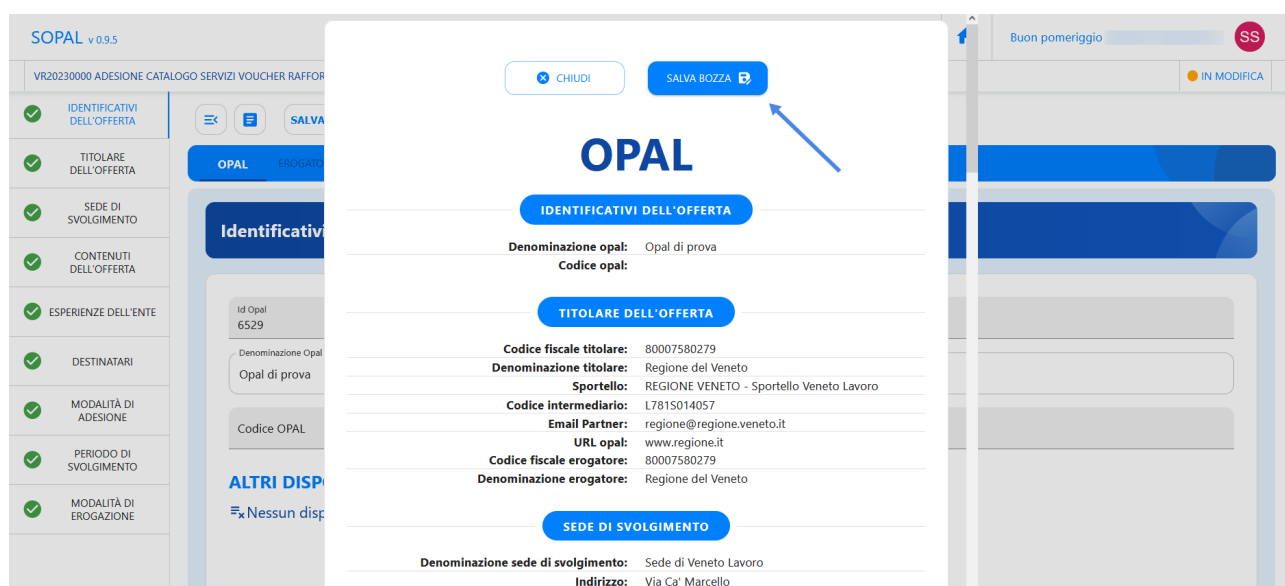 SOPAL v 0.9.5
Buon pomeriggio
SS
VR20230000 ADESIONE CATALOGO SERVIZI VOUCHER RAFFOR
IN MODIFICA
CHIUDI
SALVA BOZZA
IDENTIFICATIVI
DELL'OFFERTA
TITOLARE
DELL'OFFERTA
SEDE DI
SVOLGIMENTO
CONTENUTI
DELL'OFFERTA
ESPERIENZE DELL'ENTE
DESTINATARI
MODALITÀ DI
ADESIONE
PERIODO DI
SVOLGIMENTO
MODALITÀ DI
EROGAZIONE
SALVA
OPAL
EROGATO
Identificativi
Id Opal
6529
Denominazione Opal
Opal di prova
Codice OPAL
ALTRI DISP
Nessun disp
OPAL
IDENTIFICATIVI DELL'OFFERTA
Denominazione opal: Opal di prova
Codice opal:
TITOLARE DELL'OFFERTA
Codice fiscale titolare: 80007580279
Denominazione titolare: Regione del Veneto
Sportello: REGIONE VENETO - Sportello Veneto Lavoro
Codice intermediario: L781S014057
Email Partner: regione@regione.veneto.it
URL opal: www.regione.it
Codice fiscale erogatore: 80007580279
Denominazione erogatore: Regione del Veneto
SEDE DI SVOLGIMENTO
Denominazione sede di svolgimento: Sede di Veneto Lavoro
Indirizzo: Via Ca' Marcello